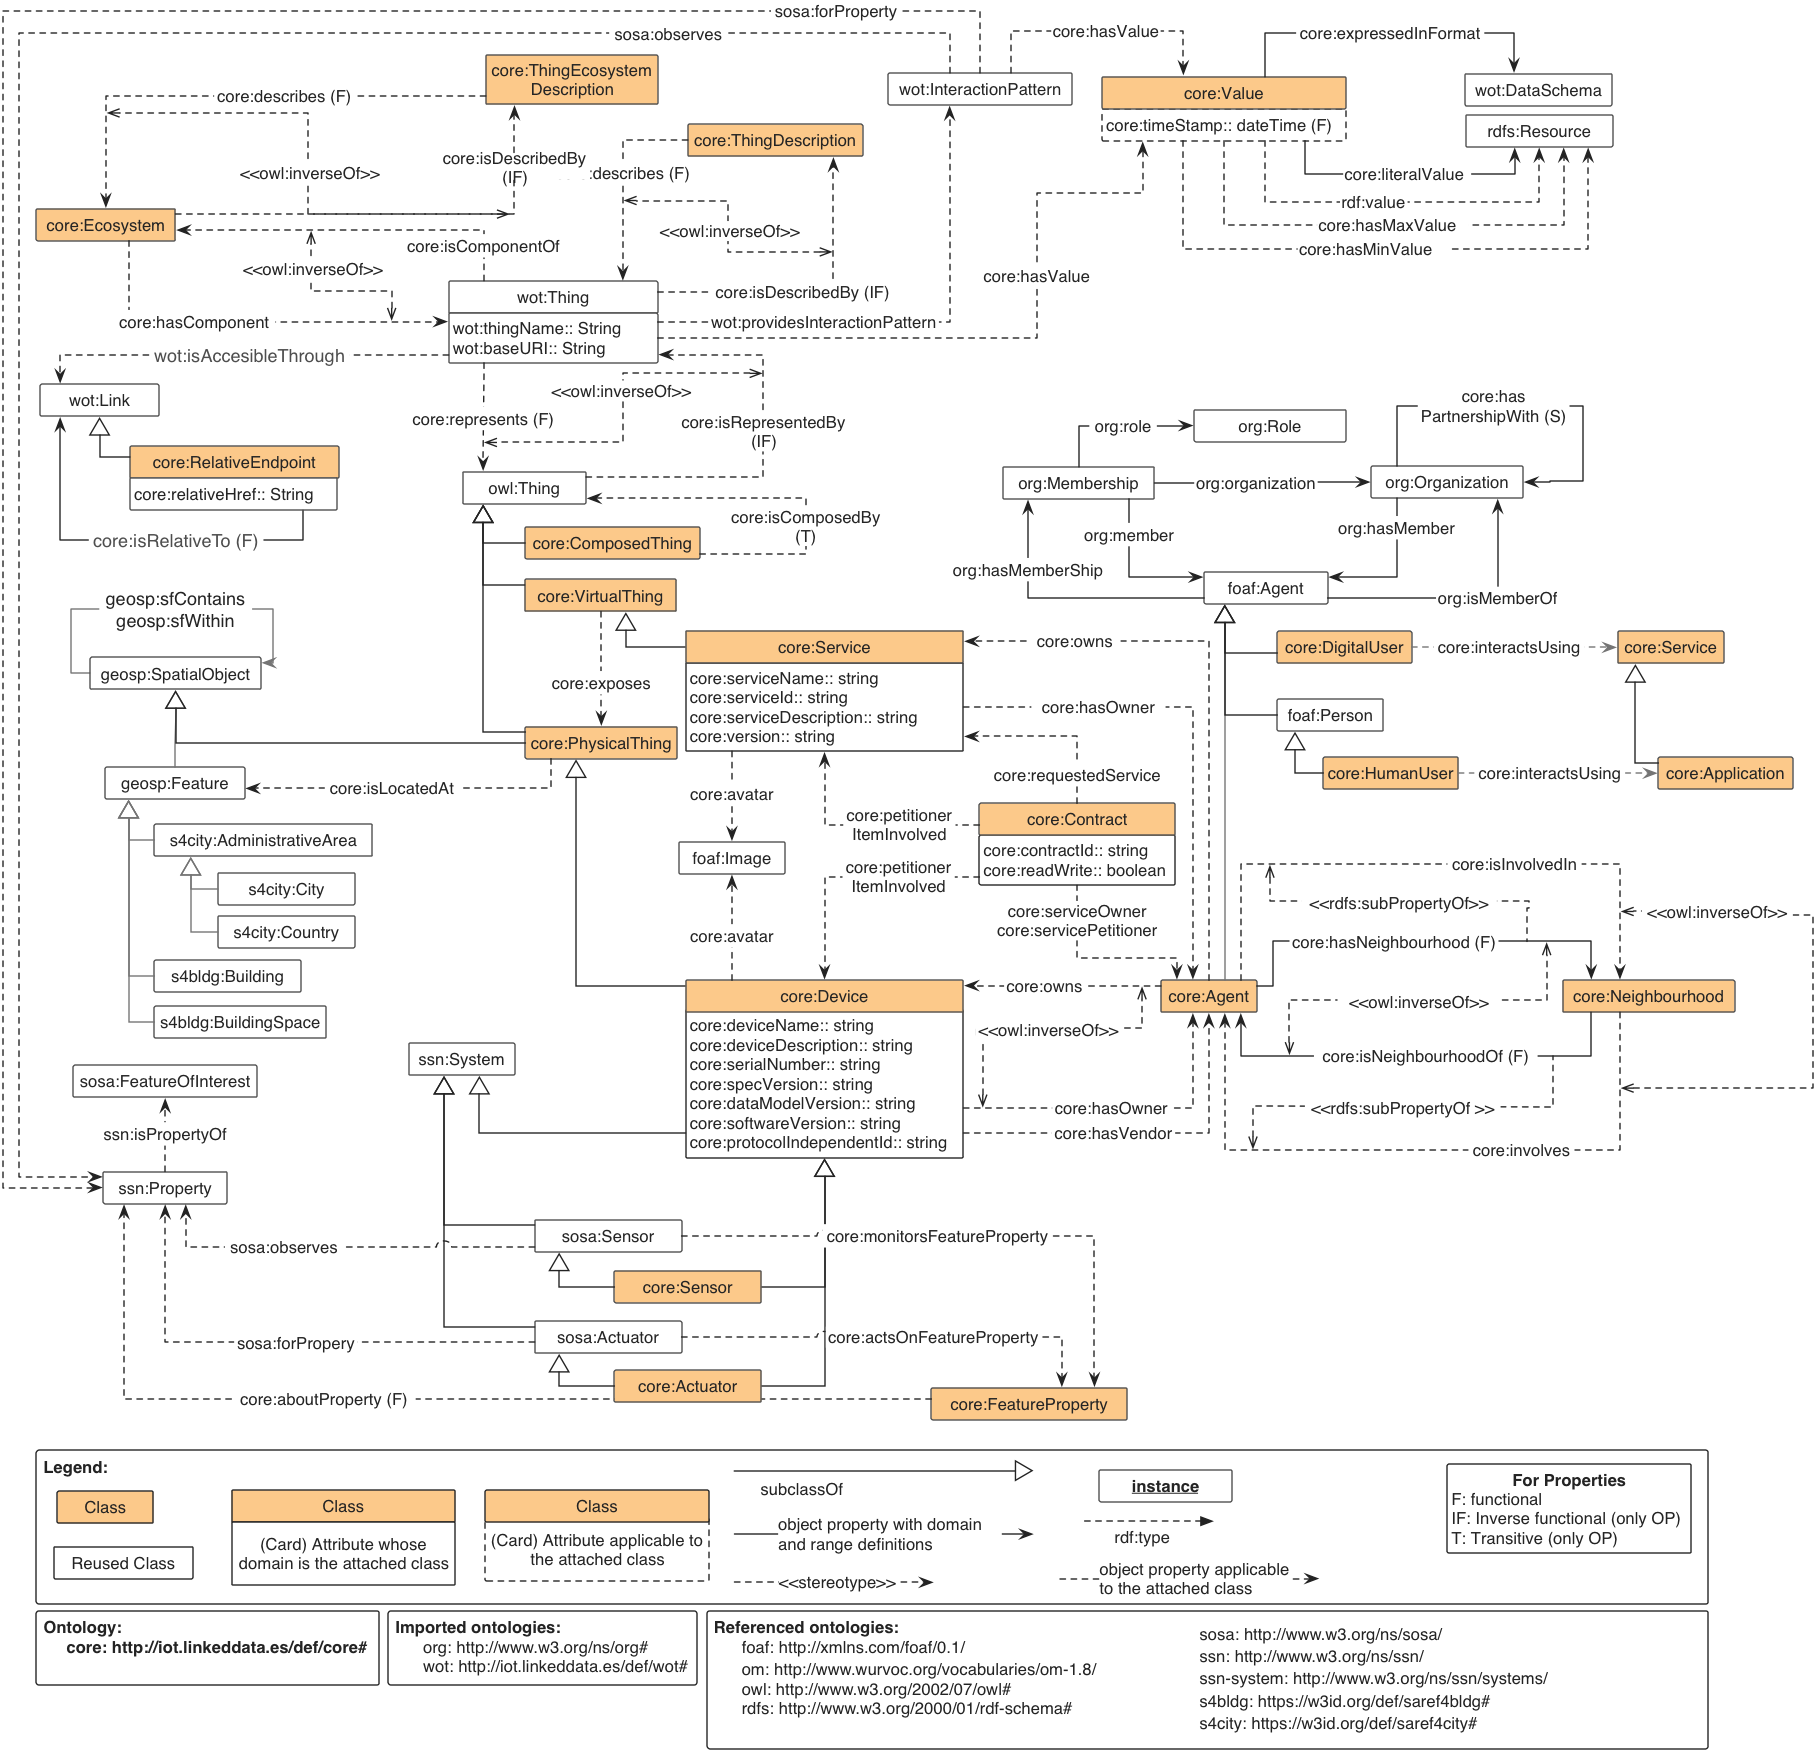 sosa:forProperty
sosa:observes
core:hasValue
core:expressedInFormat
core:ThingEcosystem
Description
wot:InteractionPattern
core:Value
wot:DataSchema
core:describes (F)
core:timeStamp:: dateTime (F)
rdfs:Resource
core:ThingDescription
core:isDescribedBy
(IF)
<<owl:inverseOf>>
:describes (F)
core:literalValue
rdf:value
core:Ecosystem
core:hasMaxValue
<<owl:inverseOf>>
core:isComponentOf
core:hasMinValue
<<owl:inverseOf>>
core:hasValue
wot:Thing
core:isDescribedBy (IF)
core:hasComponent
wot:thingName:: String
wot:baseURI:: String
wot:providesInteractionPattern
wot:isAccesibleThrough
<<owl:inverseOf>>
wot:Link
core:has
PartnershipWith (S)
core:represents (F)
core:isRepresentedBy
(IF)
org:role
org:Role
core:RelativeEndpoint
core:relativeHref:: String
owl:Thing
org:Membership
org:organization
org:Organization
core:isComposedBy
(T)
org:hasMember
org:member
core:isRelativeTo (F)
core:ComposedThing
org:hasMemberShip
foaf:Agent
org:isMemberOf
core:VirtualThing
geosp:sfContains
geosp:sfWithin
core:Service
core:owns
core:DigitalUser
core:interactsUsing
core:Service
geosp:SpatialObject
core:exposes
core:serviceName:: string
core:serviceId:: string
core:serviceDescription:: string
core:version:: string
core:hasOwner
foaf:Person
core:PhysicalThing
core:requestedService
core:HumanUser
core:interactsUsing
core:Application
geosp:Feature
core:isLocatedAt
core:avatar
core:petitioner
ItemInvolved
core:Contract
s4city:AdministrativeArea
foaf:Image
core:contractId:: string
core:readWrite:: boolean
core:petitioner
ItemInvolved
core:isInvolvedIn
s4city:City
<<rdfs:subPropertyOf>>
<<owl:inverseOf>>
s4city:Country
core:avatar
core:serviceOwner
core:servicePetitioner
core:hasNeighbourhood (F)
s4bldg:Building
core:Device
core:owns
core:Agent
<<owl:inverseOf>>
core:Neighbourhood
s4bldg:BuildingSpace
core:deviceName:: string
core:deviceDescription:: string
core:serialNumber:: string
core:specVersion:: string
core:dataModelVersion:: string
core:softwareVersion:: string
core:protocolIndependentId:: string
<<owl:inverseOf>>
core:isNeighbourhoodOf (F)
ssn:System
sosa:FeatureOfInterest
core:hasOwner
<<rdfs:subPropertyOf >>
ssn:isPropertyOf
core:hasVendor
core:involves
ssn:Property
sosa:Sensor
core:monitorsFeatureProperty
sosa:observes
core:Sensor
sosa:Actuator
core:actsOnFeatureProperty
sosa:forPropery
core:Actuator
core:aboutProperty (F)
core:FeatureProperty
Legend:
Class
Reused Class
Class
(Card) Attribute whose
domain is the attached class
Class
(Card) Attribute applicable to
the attached class
subclassOf
object property with domain
and range definitions
<<stereotype>>
instance
rdf:type
object property applicable
to the attached class
For Properties
F: functional
IF: Inverse functional (only OP)
T: Transitive (only OP)
Ontology:
core: http://iot.linkeddata.es/def/core#
Imported ontologies:
org: http://www.w3.org/ns/org#
wot: http://iot.linkeddata.es/def/wot#
Referenced ontologies:
foaf: http://xmlns.com/foaf/0.1/
om: http://www.wurvoc.org/vocabularies/om-1.8/
owl: http://www.w3.org/2002/07/owl#
rdfs: http://www.w3.org/2000/01/rdf-schema#
sosa: http://www.w3.org/ns/sosa/
ssn: http://www.w3.org/ns/ssn/
ssn-system: http://www.w3.org/ns/ssn/systems/
s4bldg: https://w3id.org/def/saref4bldg#
s4city: https://w3id.org/def/saref4city#